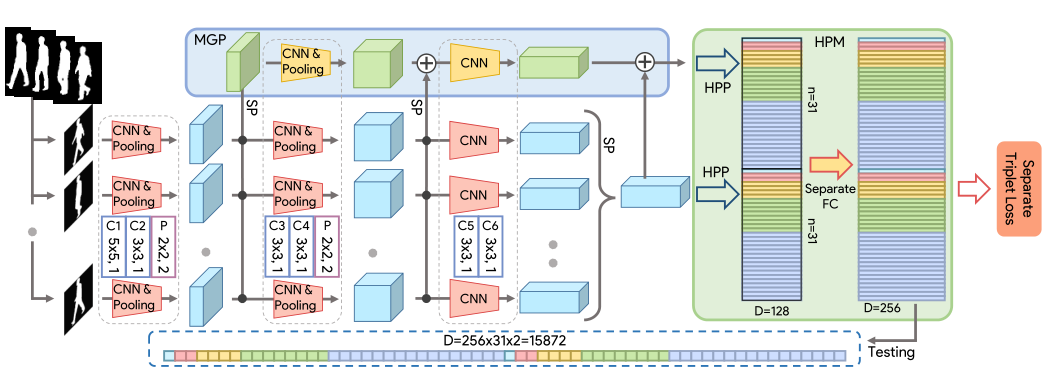 MGP
CNN &
Pooling
CNN
SP
SP
CNN &
Pooling
CNN &
Pooling
CNN
CNN &
Pooling
CNN &
Pooling
CNN
C1
5x5, 1
C2
3x3, 1
P
2x2, 2
C3
3x3, 1
C4
3x3, 1
P
2x2, 2
C5
3x3, 1
C6
3x3, 1
CNN &
Pooling
CNN &
Pooling
CNN
SP
HPP
HPP
HPM
n=31
n=31
Separate
FC
D=128
D=256
Separate
Triplet Loss
Testing
D=256x31x2=15872